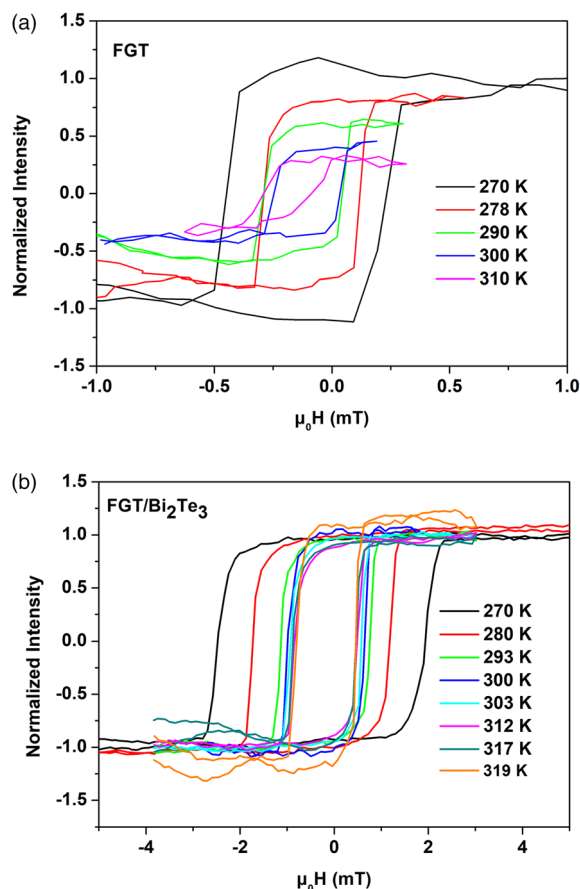 (a)
FGT
1.5
1.0
0.5
0.0
-0.5
-1.0
-1.5
Normalized Intensity
270 K
278 K
290 K
300 K
310 K
-1.0 -0.5 0.0 0.5 1.0
µ₀H (mT)
(b)
FGT/Bi₂Te₃
1.5
1.0
0.5
0.0
-0.5
-1.0
-1.5
Normalized Intensity
270 K
280 K
293 K
300 K
303 K
312 K
317 K
319 K
-4 -2 0 2 4
µ₀H (mT)